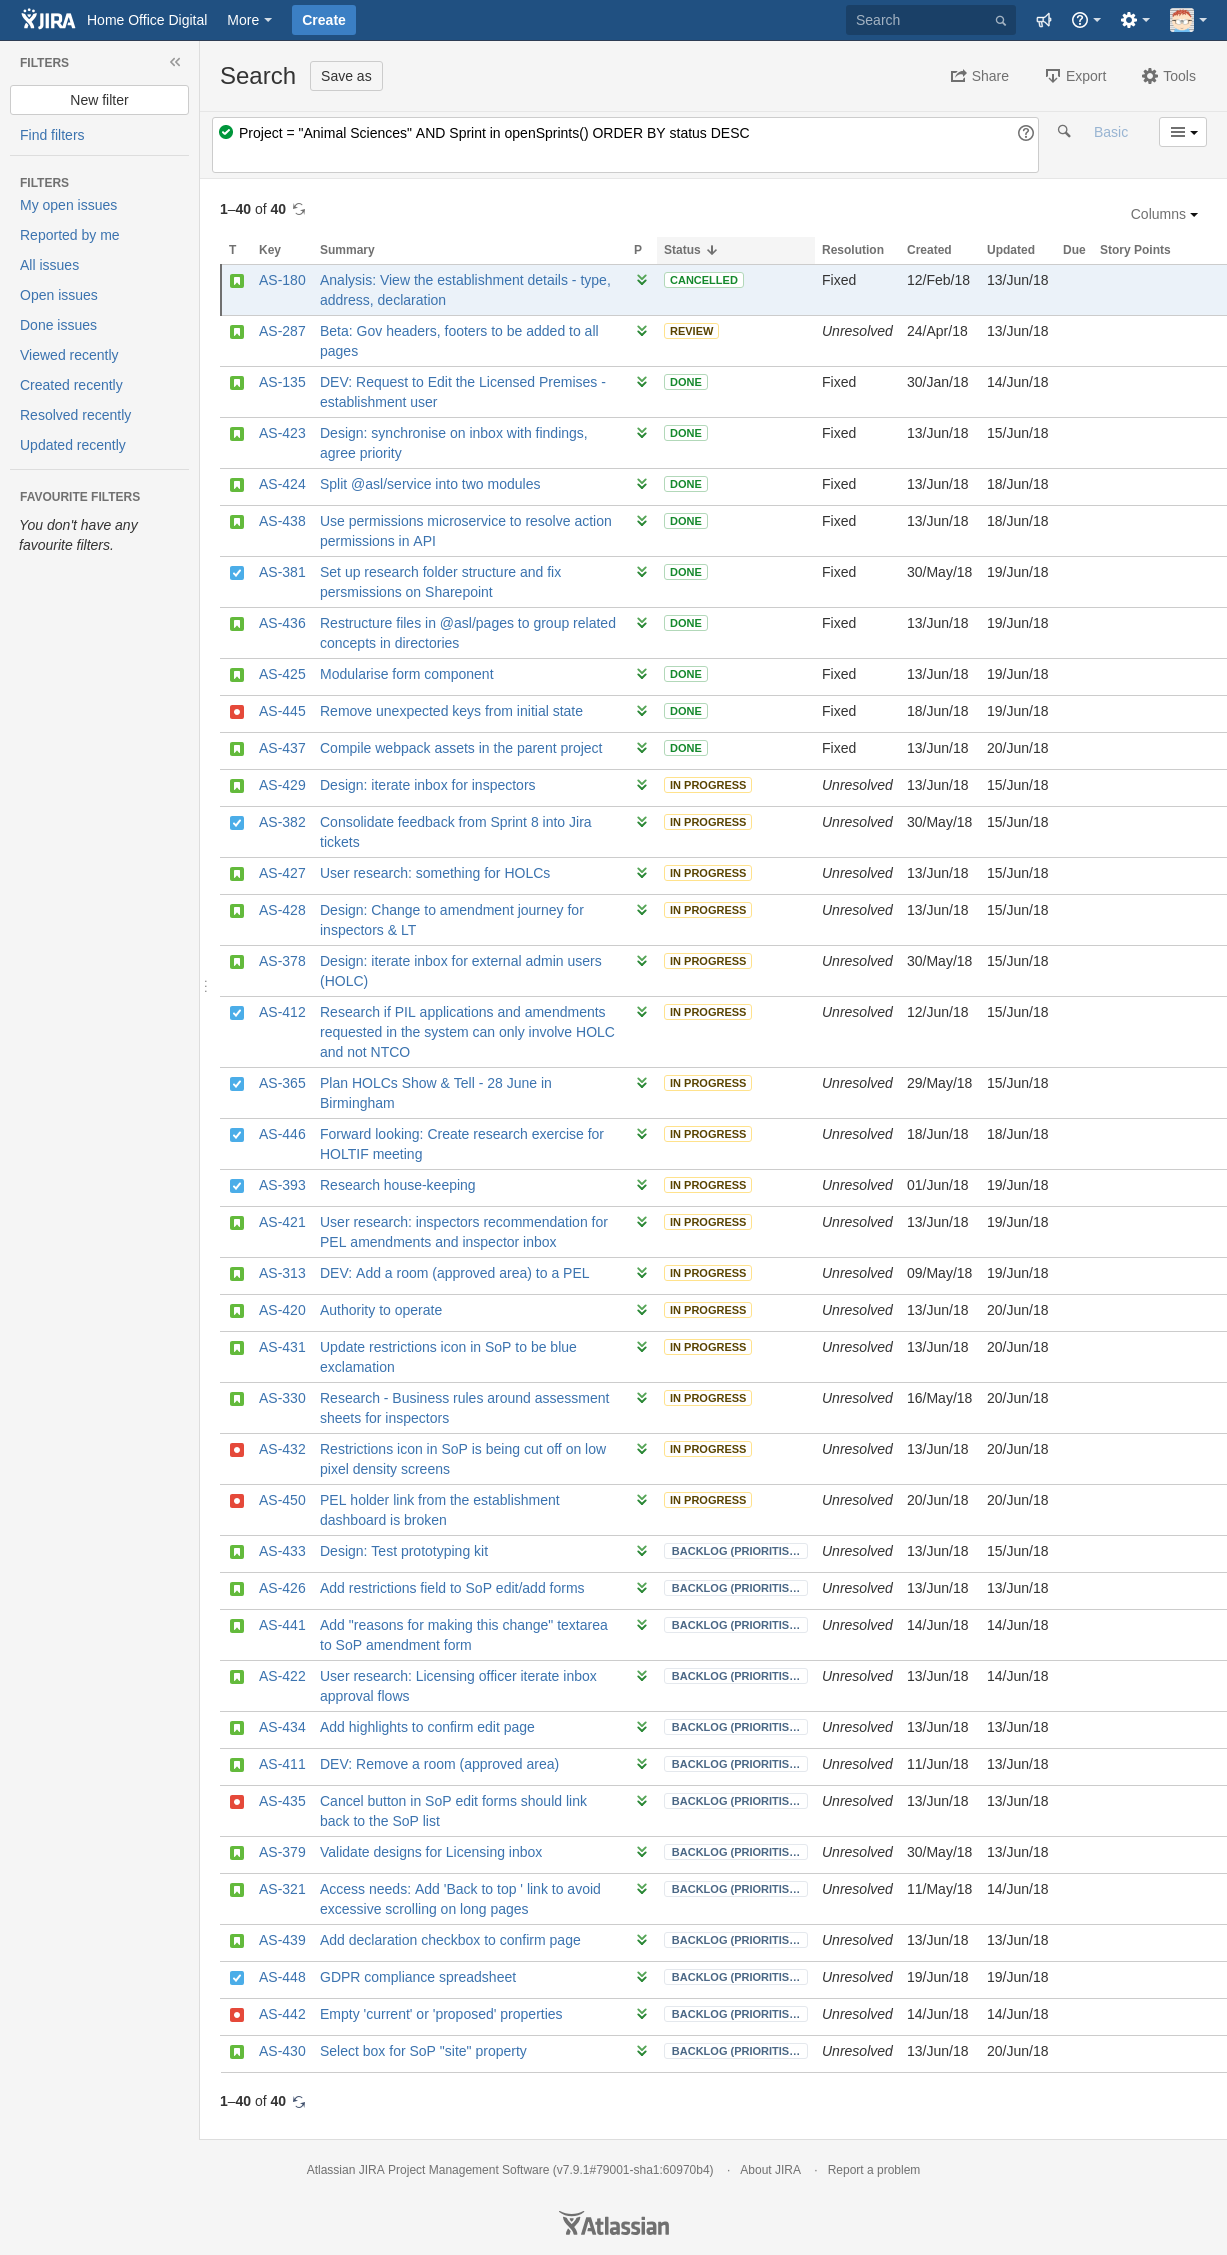 JIRA Home Office Digital More Create Search
FILTERS
New filter
Find filters
FILTERS
My open issues
Reported by me
All issues
Open issues
Done issues
Viewed recently
Created recently
Resolved recently
Updated recently
FAVOURITE FILTERS
You don't have any
favourite filters.
Search Save as Share Export Tools
Project = "Animal Sciences" AND Sprint in openSprints() ORDER BY status DESC Basic
1–40 of 40
Columns
T Key Summary P Status Resolution Created Updated Due Story Points
AS-180 Analysis: View the establishment details - type, CANCELLED Fixed 12/Feb/18 13/Jun/18
address, declaration
AS-287 Beta: Gov headers, footers to be added to all REVIEW Unresolved 24/Apr/18 13/Jun/18
pages
AS-135 DEV: Request to Edit the Licensed Premises - DONE Fixed 30/Jan/18 14/Jun/18
establishment user
AS-423 Design: synchronise on inbox with findings, DONE Fixed 13/Jun/18 15/Jun/18
agree priority
AS-424 Split @asl/service into two modules DONE Fixed 13/Jun/18 18/Jun/18
AS-438 Use permissions microservice to resolve action DONE Fixed 13/Jun/18 18/Jun/18
permissions in API
AS-381 Set up research folder structure and fix DONE Fixed 30/May/18 19/Jun/18
persmissions on Sharepoint
AS-436 Restructure files in @asl/pages to group related DONE Fixed 13/Jun/18 19/Jun/18
concepts in directories
AS-425 Modularise form component DONE Fixed 13/Jun/18 19/Jun/18
AS-445 Remove unexpected keys from initial state DONE Fixed 18/Jun/18 19/Jun/18
AS-437 Compile webpack assets in the parent project DONE Fixed 13/Jun/18 20/Jun/18
AS-429 Design: iterate inbox for inspectors IN PROGRESS Unresolved 13/Jun/18 15/Jun/18
AS-382 Consolidate feedback from Sprint 8 into Jira IN PROGRESS Unresolved 30/May/18 15/Jun/18
tickets
AS-427 User research: something for HOLCs IN PROGRESS Unresolved 13/Jun/18 15/Jun/18
AS-428 Design: Change to amendment journey for IN PROGRESS Unresolved 13/Jun/18 15/Jun/18
inspectors & LT
AS-378 Design: iterate inbox for external admin users IN PROGRESS Unresolved 30/May/18 15/Jun/18
(HOLC)
AS-412 Research if PIL applications and amendments IN PROGRESS Unresolved 12/Jun/18 15/Jun/18
requested in the system can only involve HOLC
and not NTCO
AS-365 Plan HOLCs Show & Tell - 28 June in IN PROGRESS Unresolved 29/May/18 15/Jun/18
Birmingham
AS-446 Forward looking: Create research exercise for IN PROGRESS Unresolved 18/Jun/18 18/Jun/18
HOLTIF meeting
AS-393 Research house-keeping IN PROGRESS Unresolved 01/Jun/18 19/Jun/18
AS-421 User research: inspectors recommendation for IN PROGRESS Unresolved 13/Jun/18 19/Jun/18
PEL amendments and inspector inbox
AS-313 DEV: Add a room (approved area) to a PEL IN PROGRESS Unresolved 09/May/18 19/Jun/18
AS-420 Authority to operate IN PROGRESS Unresolved 13/Jun/18 20/Jun/18
AS-431 Update restrictions icon in SoP to be blue IN PROGRESS Unresolved 13/Jun/18 20/Jun/18
exclamation
AS-330 Research - Business rules around assessment IN PROGRESS Unresolved 16/May/18 20/Jun/18
sheets for inspectors
AS-432 Restrictions icon in SoP is being cut off on low IN PROGRESS Unresolved 13/Jun/18 20/Jun/18
pixel density screens
AS-450 PEL holder link from the establishment IN PROGRESS Unresolved 20/Jun/18 20/Jun/18
dashboard is broken
AS-433 Design: Test prototyping kit BACKLOG (PRIORITIS… Unresolved 13/Jun/18 15/Jun/18
AS-426 Add restrictions field to SoP edit/add forms BACKLOG (PRIORITIS… Unresolved 13/Jun/18 13/Jun/18
AS-441 Add "reasons for making this change" textarea BACKLOG (PRIORITIS… Unresolved 14/Jun/18 14/Jun/18
to SoP amendment form
AS-422 User research: Licensing officer iterate inbox BACKLOG (PRIORITIS… Unresolved 13/Jun/18 14/Jun/18
approval flows
AS-434 Add highlights to confirm edit page BACKLOG (PRIORITIS… Unresolved 13/Jun/18 13/Jun/18
AS-411 DEV: Remove a room (approved area) BACKLOG (PRIORITIS… Unresolved 11/Jun/18 13/Jun/18
AS-435 Cancel button in SoP edit forms should link BACKLOG (PRIORITIS… Unresolved 13/Jun/18 13/Jun/18
back to the SoP list
AS-379 Validate designs for Licensing inbox BACKLOG (PRIORITIS… Unresolved 30/May/18 13/Jun/18
AS-321 Access needs: Add 'Back to top ' link to avoid BACKLOG (PRIORITIS… Unresolved 11/May/18 14/Jun/18
excessive scrolling on long pages
AS-439 Add declaration checkbox to confirm page BACKLOG (PRIORITIS… Unresolved 13/Jun/18 13/Jun/18
AS-448 GDPR compliance spreadsheet BACKLOG (PRIORITIS… Unresolved 19/Jun/18 19/Jun/18
AS-442 Empty 'current' or 'proposed' properties BACKLOG (PRIORITIS… Unresolved 14/Jun/18 14/Jun/18
AS-430 Select box for SoP "site" property BACKLOG (PRIORITIS… Unresolved 13/Jun/18 20/Jun/18
1–40 of 40
Atlassian JIRA Project Management Software (v7.9.1#79001-sha1:60970b4) · About JIRA · Report a problem
Atlassian